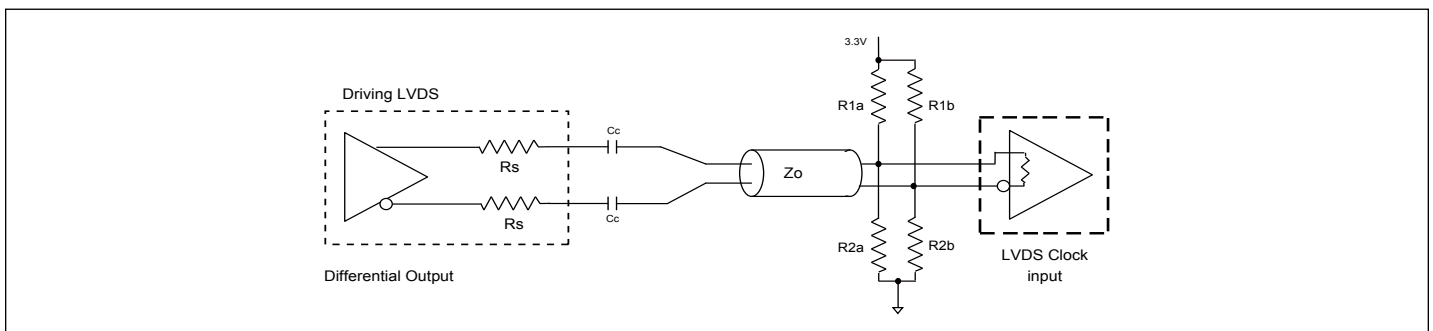 3.3V
Driving LVDS
R1a
R1b
Cc
Rs
Zo
Cc
Rs
R2a
R2b
LVDS Clock
input
Differential Output